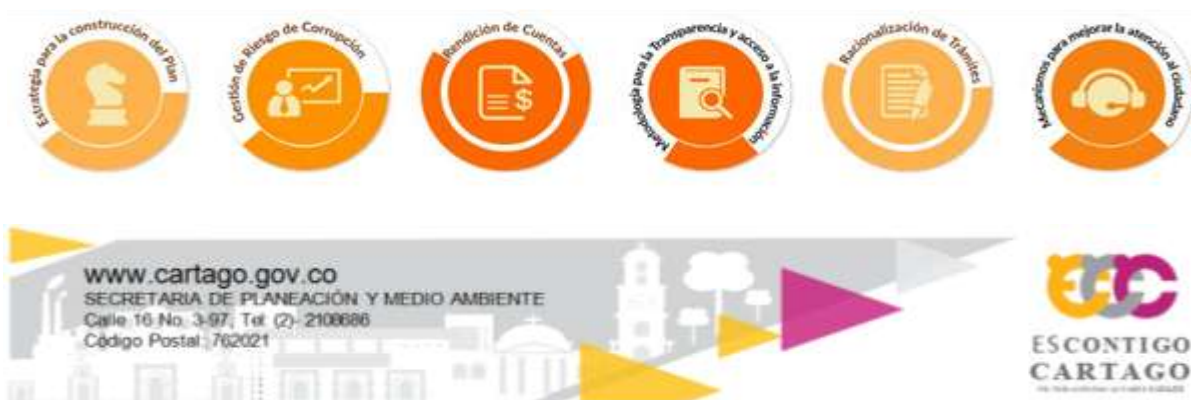 Estrategia para la construcción del Plan
Gestión de Riesgo de Corrupción
Rendición de Cuentas
Metodología para la Transparencia y acceso a la información
Racionalización de Trámites
Mecanismos para mejorar la atención al ciudadano
www.cartago.gov.co
SECRETARIA DE PLANEACIÓN Y MEDIO AMBIENTE
Calle 16 No. 3-97, Tel: (2)- 2108686
Código Postal: 762021
ESCONTIGO
CARTAGO